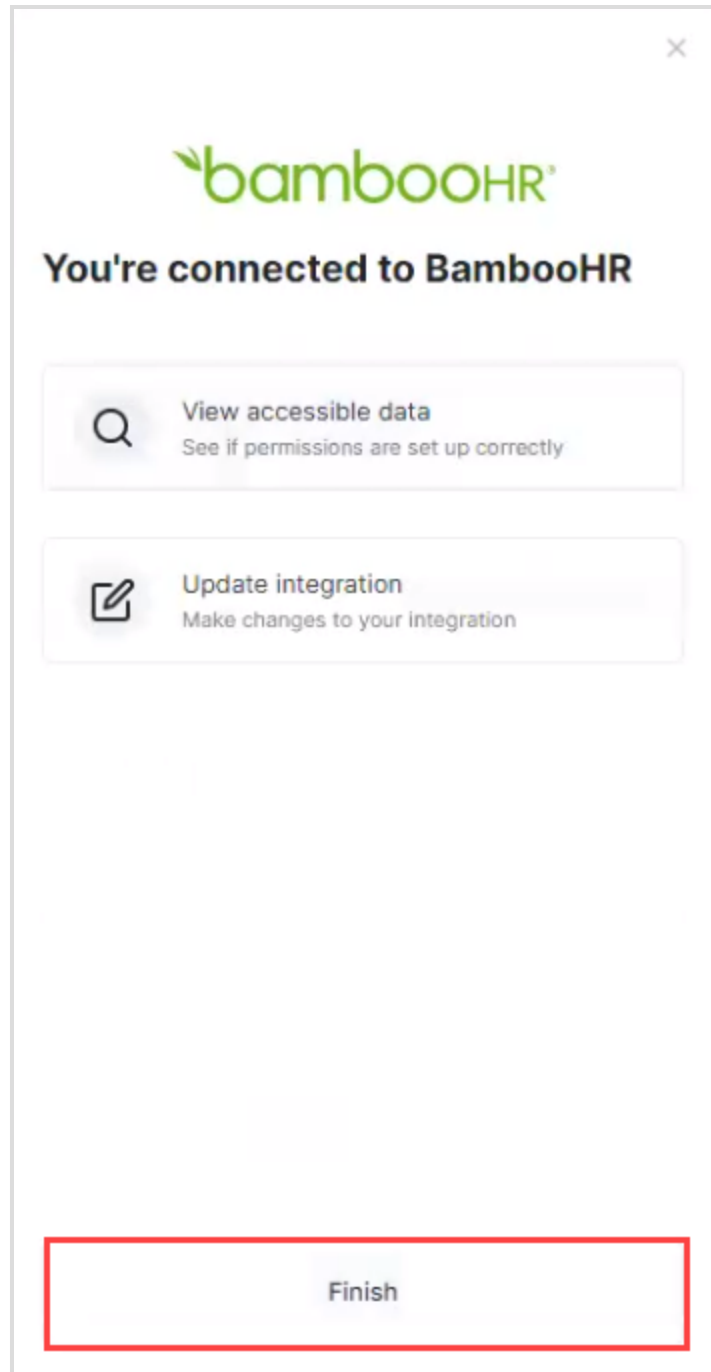 bambooHR®
You're connected to BambooHR
View accessible data
See if permissions are set up correctly
Update integration
Make changes to your integration
Finish